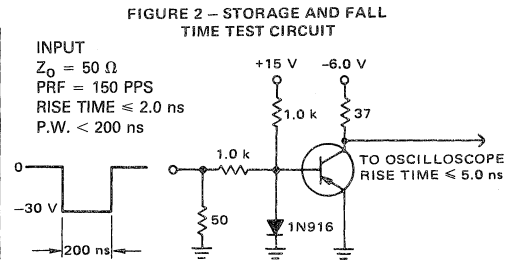 FIGURE 2 – STORAGE AND FALL
TIME TEST CIRCUIT
INPUT
Zo = 50 Ω
PRF = 150 PPS
RISE TIME ≤ 2.0 ns
P.W. < 200 ns
+15 V
-6.0 V
1.0 k
37
1.0 k
TO OSCILLOSCOPE
RISE TIME ≤ 5.0 ns
0
-30 V
50
1N916
200 ns